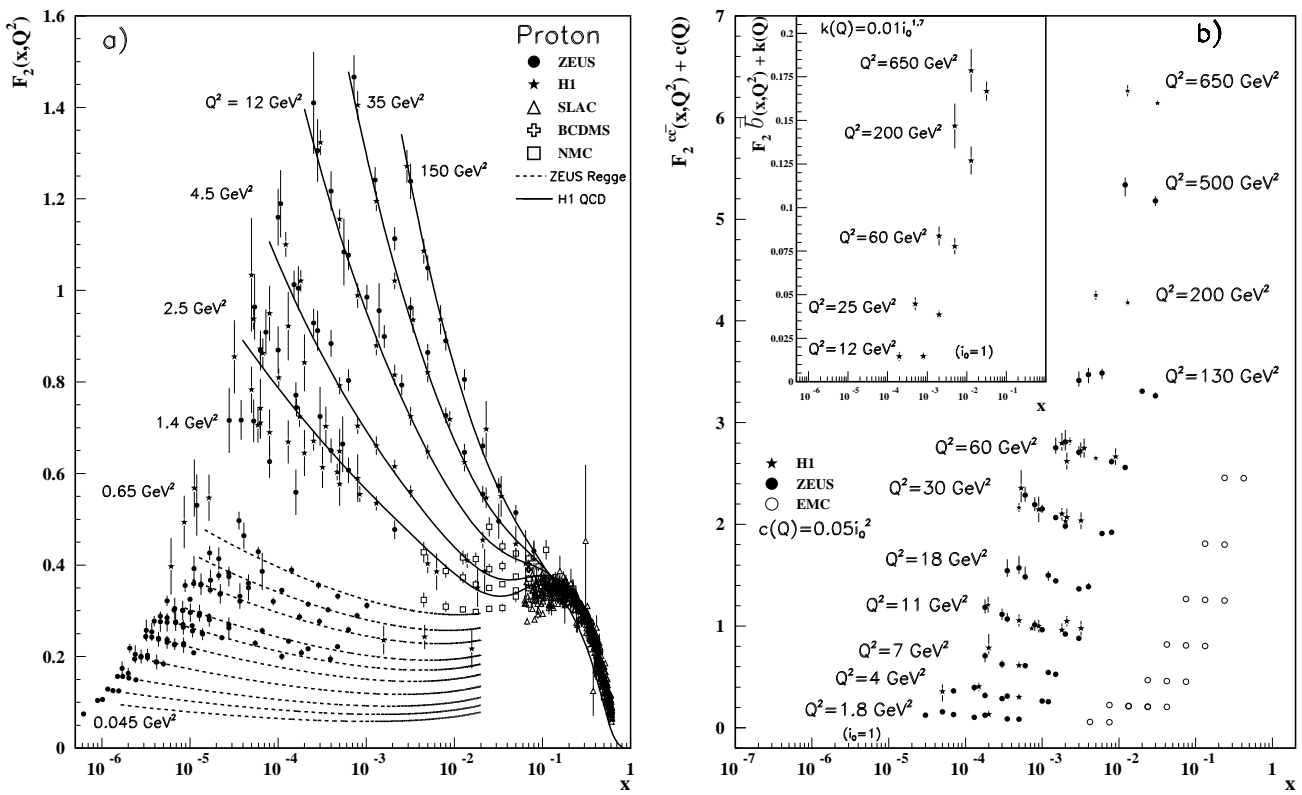 F₂(x,Q²)
1.6
1.4
1.2
1
0.8
0.6
0.4
0.2
0
a)
Proton
ZEUS
H1
SLAC
BCDMS
NMC
ZEUS Regge
H1 QCD
Q² = 12 GeV²
35 GeV²
150 GeV²
4.5 GeV²
2.5 GeV²
1.4 GeV²
0.65 GeV²
0.045 GeV²
10⁻⁶ 10⁻⁵ 10⁻⁴ 10⁻³ 10⁻² 10⁻¹ 1
x
F₂ᶜᶜ̄(x,Q²) + c(Q)
7
6
5
4
3
2
1
0
b)
F₂ b̄(x,Q²) + k(Q)
0.175
0.15
0.125
0.1
0.075
0.05
0.025
0
k(Q)=0.01i_Q^1.7
Q²=650 GeV²
Q²=200 GeV²
Q²=60 GeV²
Q²=25 GeV²
Q²=12 GeV²
(i_Q=1)
10⁻⁶ 10⁻⁵ 10⁻⁴ 10⁻³ 10⁻² 10⁻¹
x
Q²=650 GeV²
Q²=500 GeV²
Q²=200 GeV²
Q²=130 GeV²
Q²=60 GeV²
H1
ZEUS
EMC
c(Q)=0.05i_Q²
Q²=30 GeV²
Q²=18 GeV²
Q²=11 GeV²
Q²=7 GeV²
Q²=4 GeV²
Q²=1.8 GeV²
(i_Q=1)
10⁻⁷ 10⁻⁶ 10⁻⁵ 10⁻⁴ 10⁻³ 10⁻² 10⁻¹ 1
x